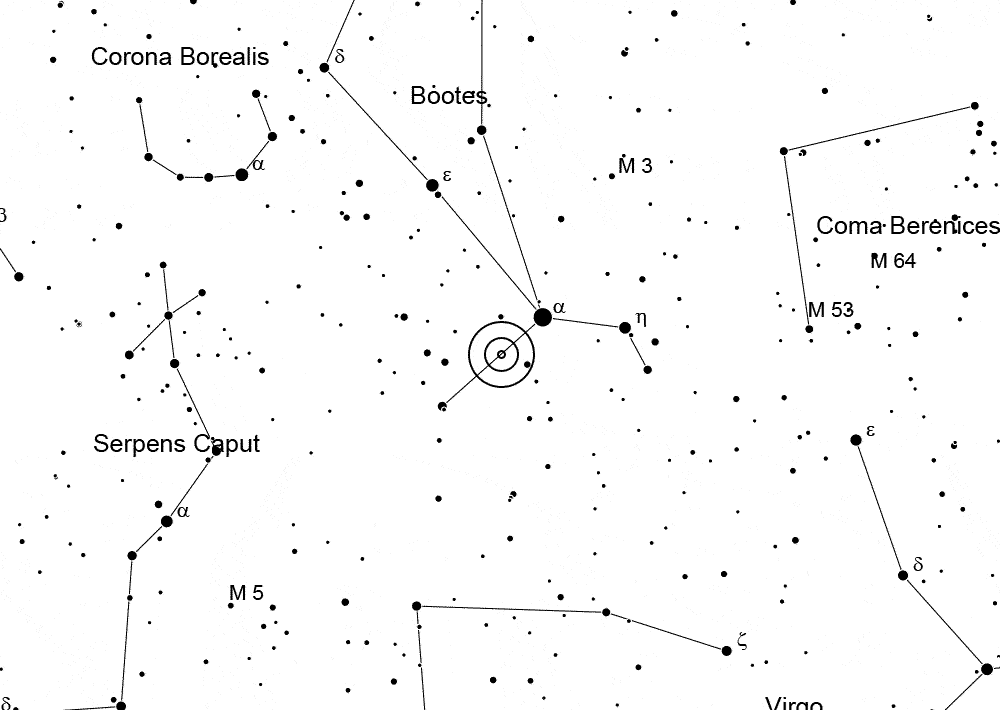 δ
Corona Borealis
Bootes
α
M 3
ε
β
Coma Berenices
M 64
α
η
M 53
ε
Serpens Caput
α
δ
M 5
ζ
δ
Virgo